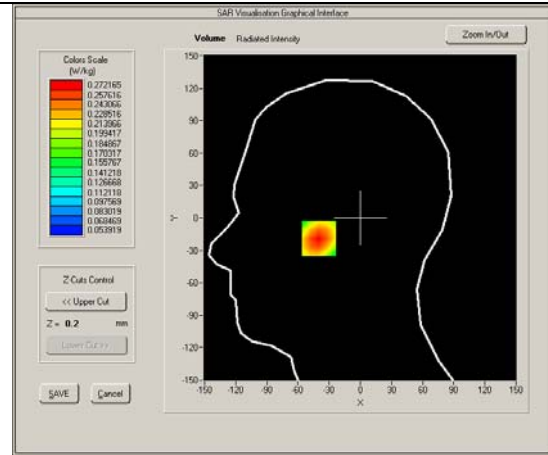 SAR Visualisation Graphical Interface
Volume Radiated Intensity
Zoom In/Out
Colors Scale
(W/kg)
0.272165
0.257616
0.243066
0.228516
0.213966
0.199417
0.184867
0.170317
0.155767
0.141218
0.126668
0.112118
0.097569
0.083019
0.068469
0.053919
Z Cuts Control
<< Upper Cut
Z = 0.2 mm
Lower Cut >>
SAVE Cancel
150-
120-
90-
60-
30-
0-
-30-
-60-
-90-
-120-
-150-
Y
-150 -120 -90 -60 -30 0 30 60 90 120 150
X